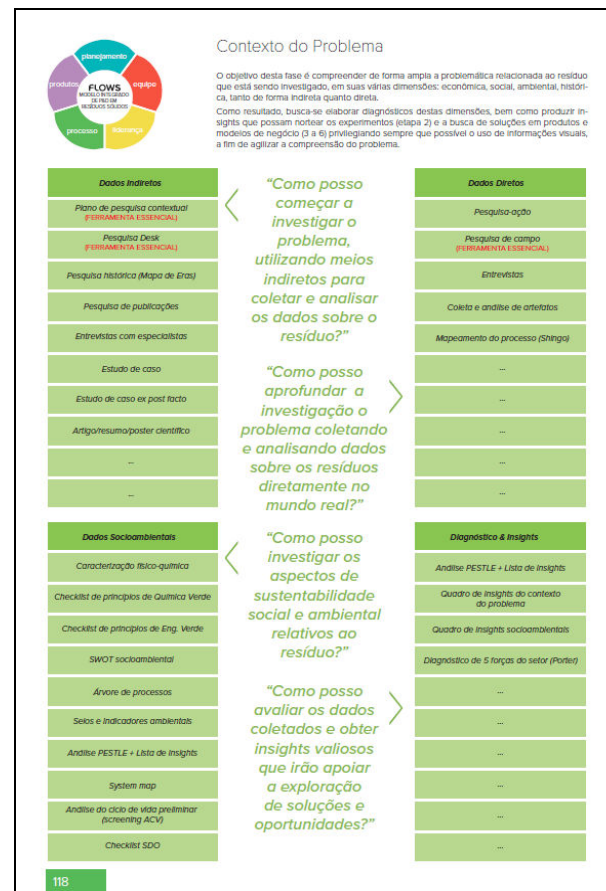 planejamento
produtos
equipe
FLOWS
MODELO INTEGRADO
DE P&D EM
RESÍDUOS SÓLIDOS
processo
liderança
Contexto do Problema
O objetivo desta fase é compreender de forma ampla a problemática relacionada ao resíduo
que está sendo investigado, em suas várias dimensões: econômica, social, ambiental, históri-
ca, tanto de forma indireta quanto direta.
Como resultado, busca-se elaborar diagnósticos destas dimensões, bem como produzir in-
sights que possam nortear os experimentos (etapa 2) e a busca de soluções em produtos e
modelos de negócio (3 a 6) privilegiando sempre que possível o uso de informações visuais,
a fim de agilizar a compreensão do problema.
Dados Indiretos
Plano de pesquisa contextual
(FERRAMENTA ESSENCIAL)
Pesquisa Desk
(FERRAMENTA ESSENCIAL)
Pesquisa histórica (Mapa de Eras)
Pesquisa de publicações
Entrevistas com especialistas
Estudo de caso
Estudo de caso ex post facto
Artigo/resumo/poster científico
...
...
"Como posso
começar a
investigar o
problema,
utilizando meios
indiretos para
coletar e analisar
os dados sobre o
resíduo?"
"Como posso
aprofundar a
investigação o
problema coletando
e analisando dados
sobre os resíduos
diretamente no
mundo real?"
Dados Diretos
Pesquisa-ação
Pesquisa de campo
(FERRAMENTA ESSENCIAL)
Entrevistas
Coleta e análise de artefatos
Mapeamento do processo (Shingo)
...
...
...
...
...
Dados Socioambientais
Caracterização físico-química
Checklist de princípios de Química Verde
Checklist de princípios de Eng. Verde
SWOT socioambiental
Árvore de processos
Selos e Indicadores ambientais
Análise PESTLE + Lista de Insights
System map
Análise do ciclo de vida preliminar
(screening ACV)
Checklist SDO
"Como posso
investigar os
aspectos de
sustentabilidade
social e ambiental
relativos ao
resíduo?"
"Como posso
avaliar os dados
coletados e obter
insights valiosos
que irão apoiar
a exploração
de soluções e
oportunidades?"
Diagnóstico & Insights
Análise PESTLE + Lista de Insights
Quadro de Insights do contexto
do problema
Quadro de Insights socioambientais
Diagnóstico de 5 forças do setor (Porter)
...
...
...
...
...
...
118